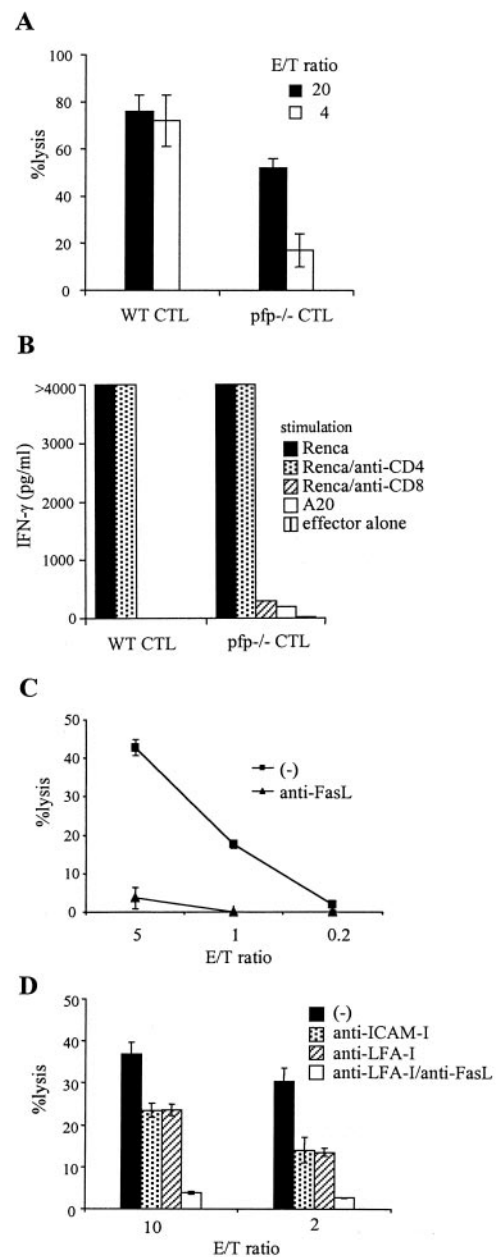 A
E/T ratio
20
4
%lysis
100
80
60
40
20
0
WT CTL
pfp-/- CTL
B
>4000
3000
2000
1000
0
IFN-γ (pg/ml)
stimulation
Renca
Renca/anti-CD4
Renca/anti-CD8
A20
effector alone
WT CTL
pfp-/- CTL
C
50
40
30
20
10
0
%lysis
(-)
anti-FasL
5
1
0.2
E/T ratio
D
50
40
30
20
10
0
%lysis
(-)
anti-ICAM-I
anti-LFA-I
anti-LFA-I/anti-FasL
10
2
E/T ratio